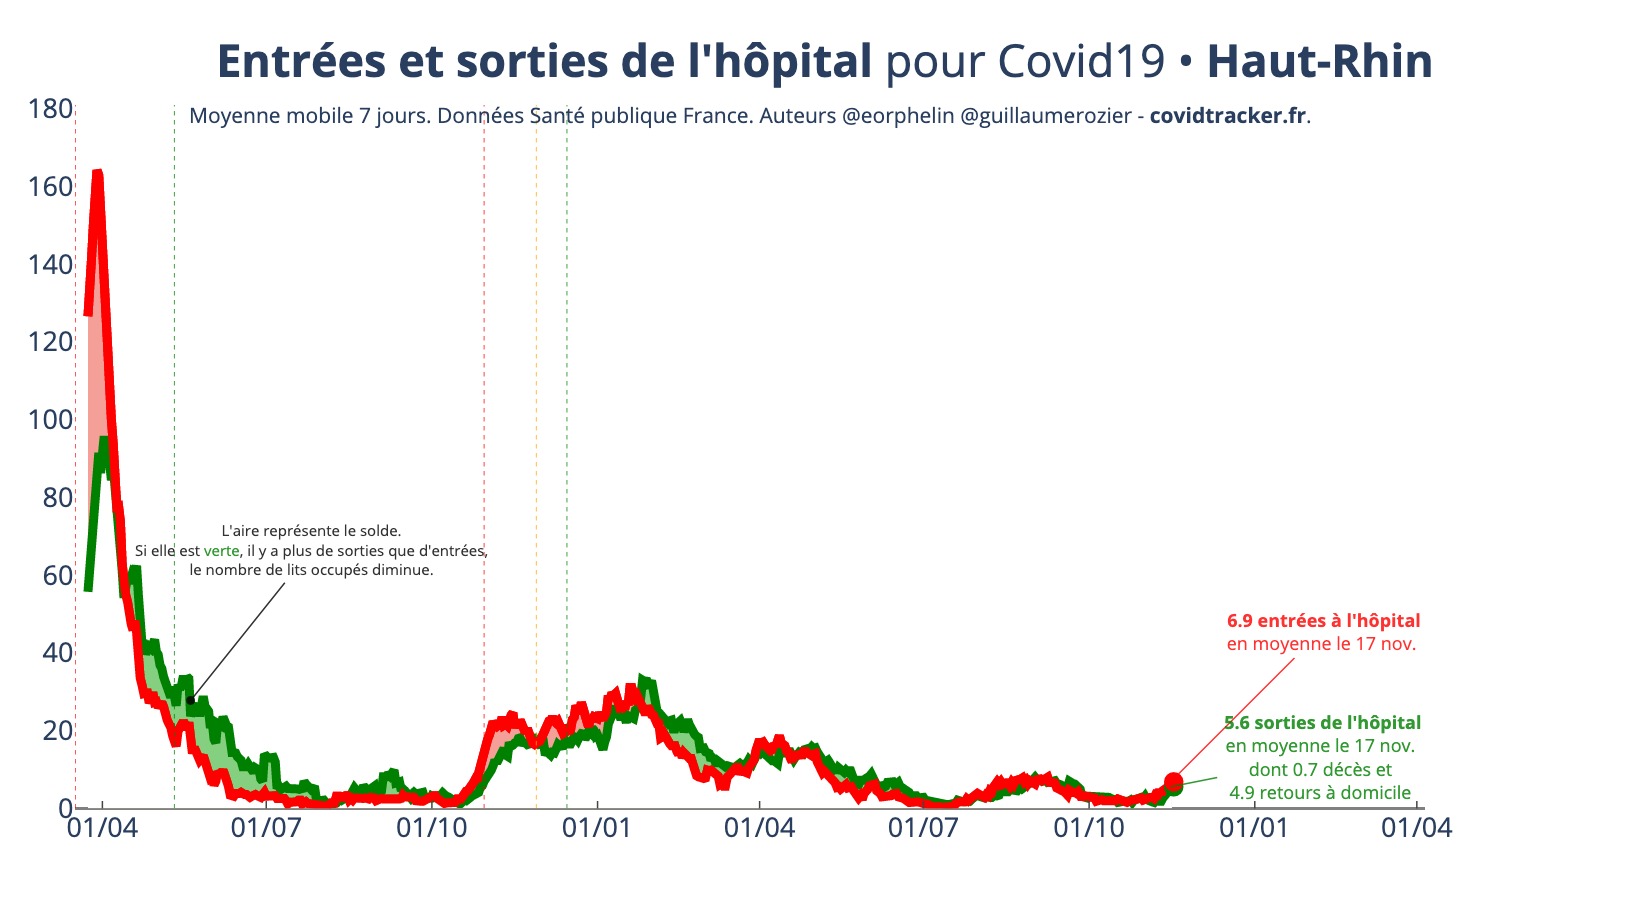 Entrées et sorties de l'hôpital pour Covid19 • Haut-Rhin
Moyenne mobile 7 jours. Données Santé publique France. Auteurs @eorphelin @guillaumerozier - covidtracker.fr.
180
160
140
120
100
80
60
40
20
0
L'aire représente le solde.
Si elle est verte, il y a plus de sorties que d'entrées,
le nombre de lits occupés diminue.
6.9 entrées à l'hôpital
en moyenne le 17 nov.
5.6 sorties de l'hôpital
en moyenne le 17 nov.
dont 0.7 décès et
4.9 retours à domicile
01/04 01/07 01/10 01/01 01/04 01/07 01/10 01/01 01/04